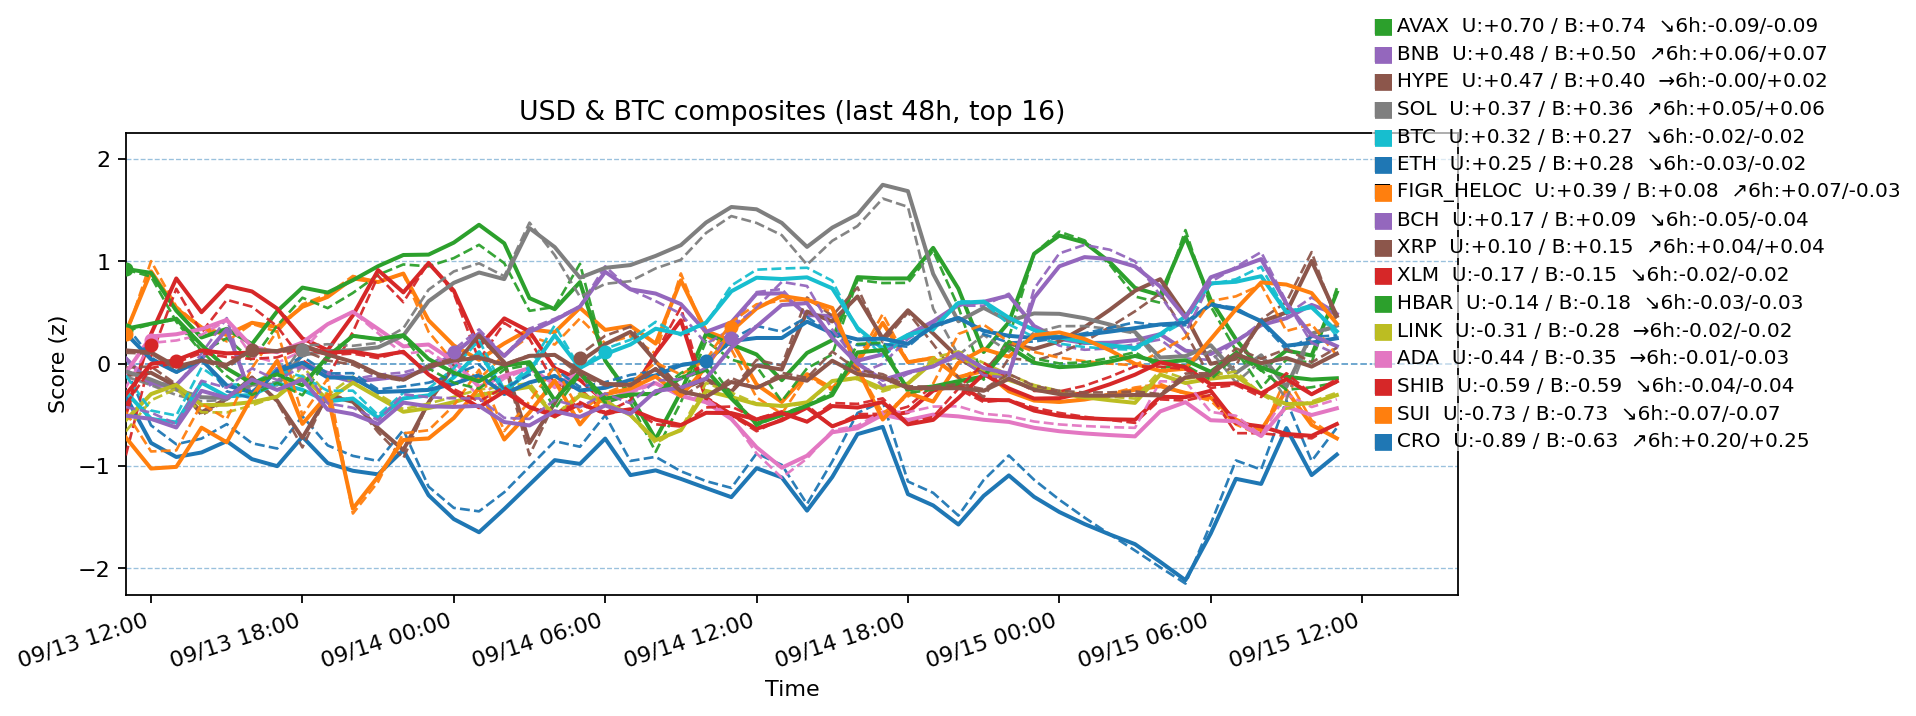 AVAX U:+0.70 / B:+0.74 ↘6h:-0.09/-0.09
BNB U:+0.48 / B:+0.50 ↗6h:+0.06/+0.07
HYPE U:+0.47 / B:+0.40 →6h:-0.00/+0.02
SOL U:+0.37 / B:+0.36 ↗6h:+0.05/+0.06
BTC U:+0.32 / B:+0.27 ↘6h:-0.02/-0.02
ETH U:+0.25 / B:+0.28 ↘6h:-0.03/-0.02
FIGR_HELOC U:+0.39 / B:+0.08 ↗6h:+0.07/-0.03
BCH U:+0.17 / B:+0.09 ↘6h:-0.05/-0.04
XRP U:+0.10 / B:+0.15 ↗6h:+0.04/+0.04
XLM U:-0.17 / B:-0.15 ↘6h:-0.02/-0.02
HBAR U:-0.14 / B:-0.18 ↘6h:-0.03/-0.03
LINK U:-0.31 / B:-0.28 →6h:-0.02/-0.02
ADA U:-0.44 / B:-0.35 →6h:-0.01/-0.03
SHIB U:-0.59 / B:-0.59 ↘6h:-0.04/-0.04
SUI U:-0.73 / B:-0.73 ↘6h:-0.07/-0.07
CRO U:-0.89 / B:-0.63 ↗6h:+0.20/+0.25
USD & BTC composites (last 48h, top 16)
Score (z)
2
1
0
−1
−2
09/13 12:00
09/13 18:00
09/14 00:00
09/14 06:00
09/14 12:00
09/14 18:00
09/15 00:00
09/15 06:00
09/15 12:00
Time